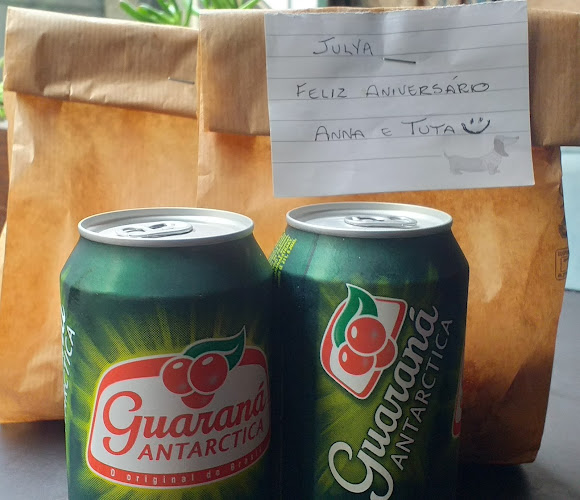 JULYA
FELIZ ANIVERSÁRIO
ANNA E TUTA
Guaraná
ANTARCTICA
O original do Brasil
Guaraná
ANTARCTICA